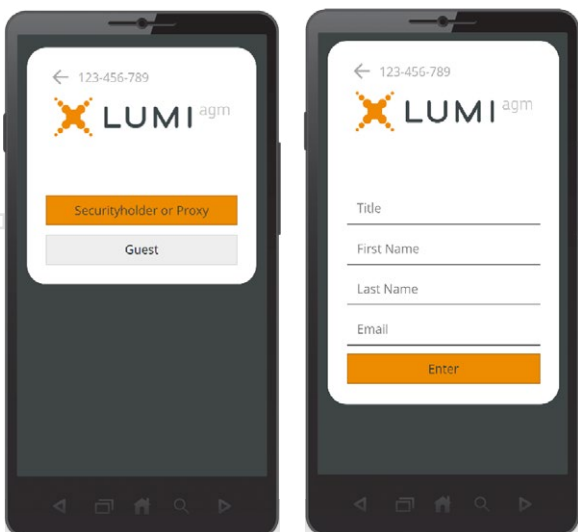 123-456-789
LUMI agm
Securityholder or Proxy
Guest
123-456-789
LUMI agm
Title
First Name
Last Name
Email
Enter